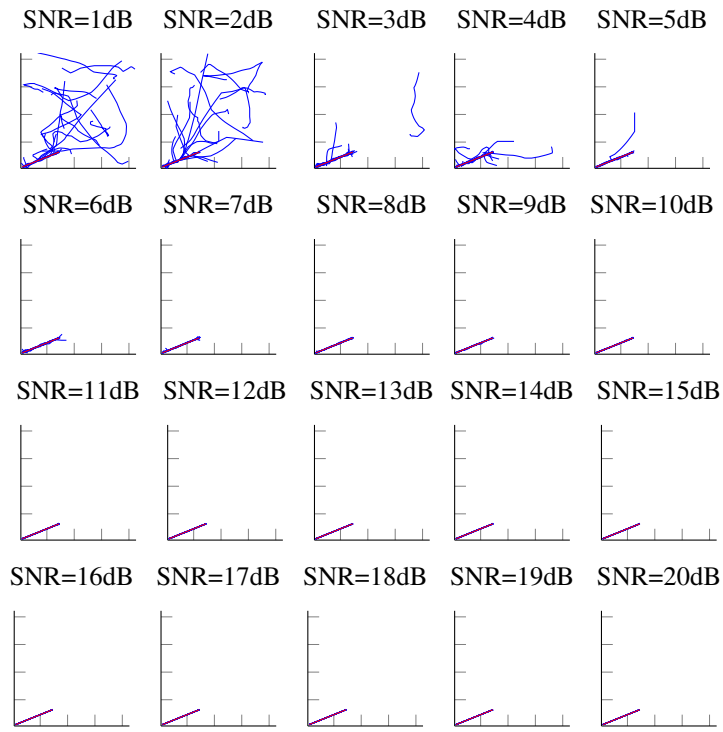 SNR=1dB SNR=2dB SNR=3dB SNR=4dB SNR=5dB
SNR=6dB SNR=7dB SNR=8dB SNR=9dB SNR=10dB
SNR=11dB SNR=12dB SNR=13dB SNR=14dB SNR=15dB
SNR=16dB SNR=17dB SNR=18dB SNR=19dB SNR=20dB